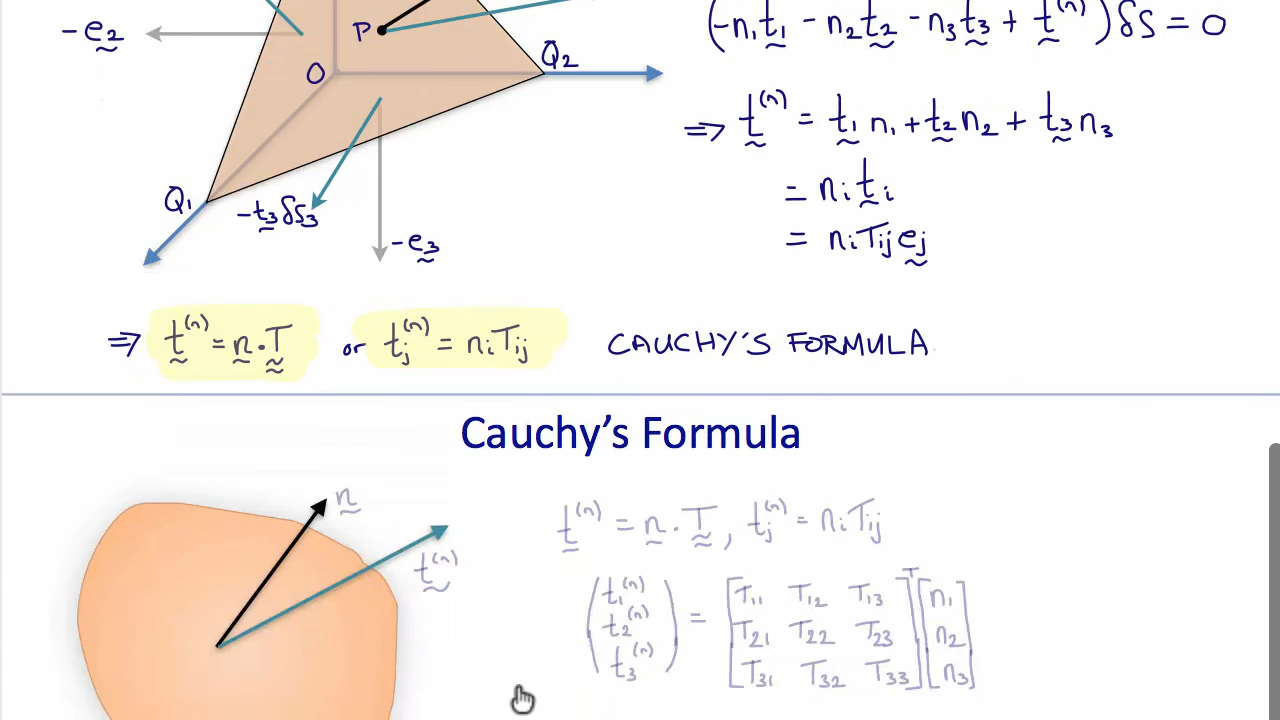 -e2
P
O
Q2
Q1
-t3δS3
-e3
(-n1t1 - n2t2 - n3t3 + t(n))δS = 0
⇒ t(n) = t1n1 + t2n2 + t3n3
= niti
= niTijej
⇒ t(n) = n·T or tj(n) = niTij CAUCHY'S FORMULA
Cauchy's Formula
n
t(n)
t(n) = n·T, tj(n) = niTij
(t1(n) t2(n) t3(n)) = [T11 T12 T13 T21 T22 T23 T31 T32 T33]T [n1 n2 n3]